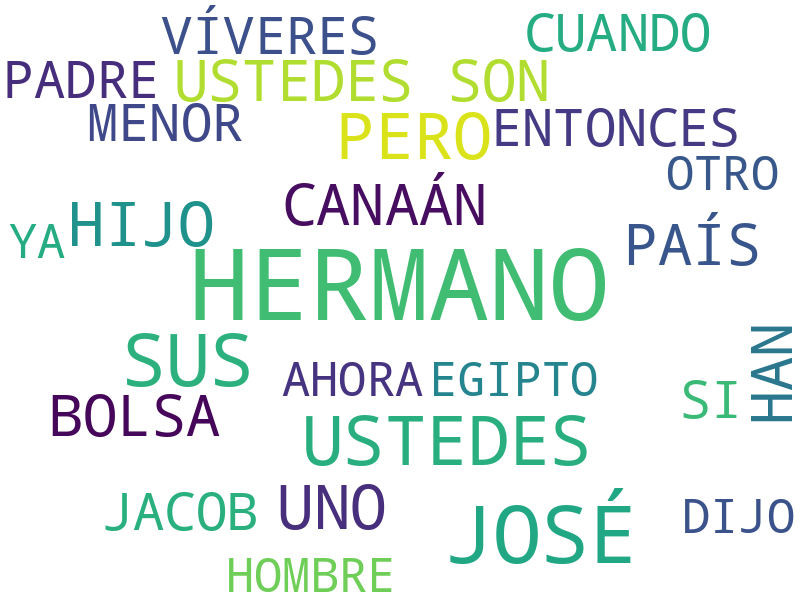 VÍVERES CUANDO
PADRE USTEDES SON
MENOR PERO ENTONCES
OTRO
CANAÁN
YA HIJO PAÍS
HERMANO
SUS HAN
AHORA EGIPTO
BOLSA SI
USTEDES
JACOB UNO JOSÉ DIJO
HOMBRE